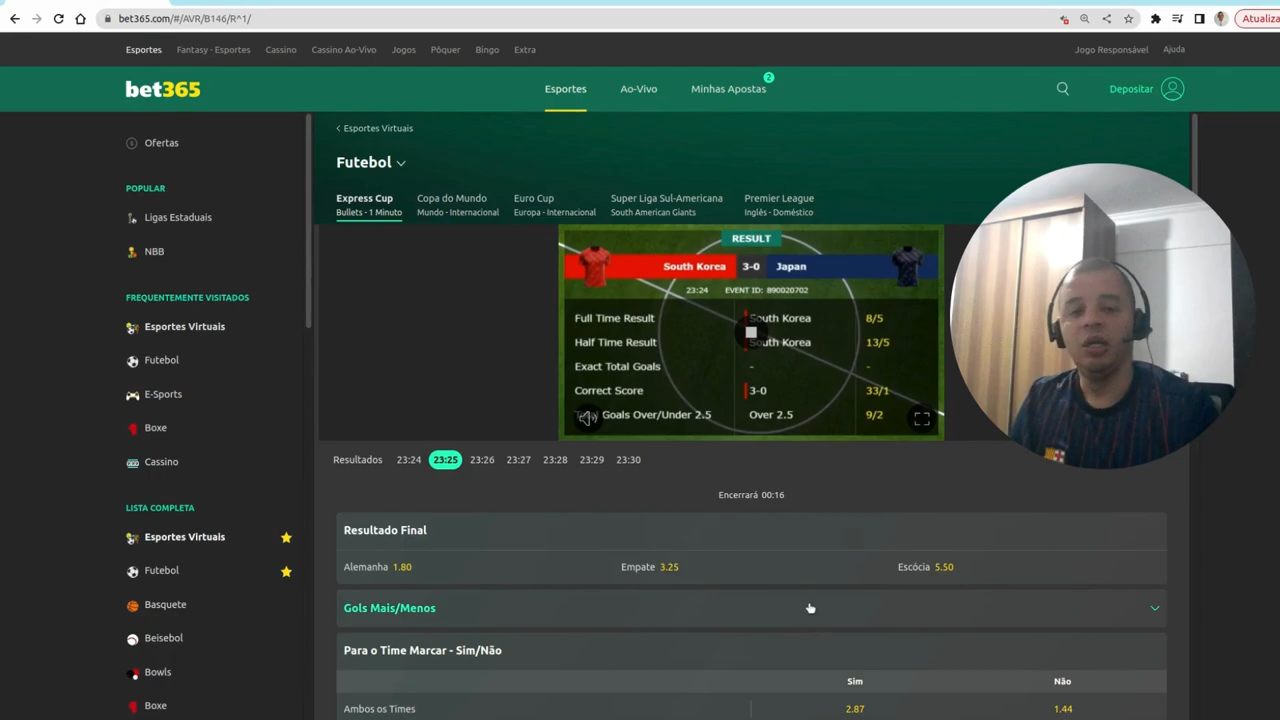 bet365.com/#/AVR/B146/R^1/
Atualiza
Esportes Fantasy - Esportes Cassino Cassino Ao-Vivo Jogos Pôquer Bingo Extra Jogo Responsável Ajuda
bet365 Esportes Ao-Vivo Minhas Apostas 2 Depositar
Ofertas
POPULAR
Ligas Estaduais
NBB
FREQUENTEMENTE VISITADOS
Esportes Virtuais
Futebol
E-Sports
Boxe
Cassino
LISTA COMPLETA
Esportes Virtuais
Futebol
Basquete
Beisebol
Bowls
Boxe
Esportes Virtuais
Futebol
Express Cup Copa do Mundo Euro Cup Super Liga Sul-Americana Premier League
Bullets - 1 Minuto Mundo - Internacional Europa - Internacional South American Giants Inglês - Doméstico
RESULT
South Korea 3-0 Japan
23:24 EVENT ID: 890020702
Full Time Result South Korea 8/5
Half Time Result South Korea 13/5
Exact Total Goals - -
Correct Score 3-0 33/1
Goals Over/Under 2.5 Over 2.5 9/2
Resultados 23:24 23:25 23:26 23:27 23:28 23:29 23:30
Encerrará 00:16
Resultado Final
Alemanha 1.80 Empate 3.25 Escócia 5.50
Gols Mais/Menos
Para o Time Marcar - Sim/Não
Sim Não
Ambos os Times 2.87 1.44